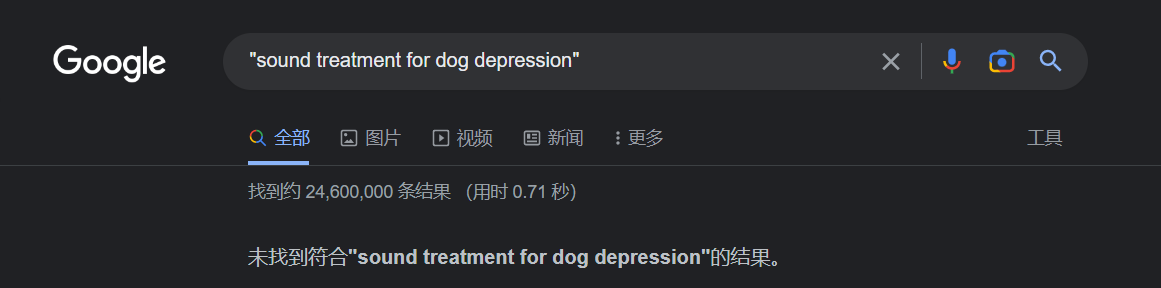 Google "sound treatment for dog depression"
全部 图片 视频 新闻 更多 工具
找到约 24,600,000 条结果 （用时 0.71 秒）
未找到符合"sound treatment for dog depression"的结果。